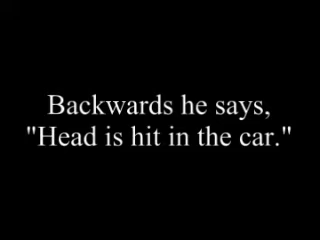 Backwards he says,
"Head is hit in the car."